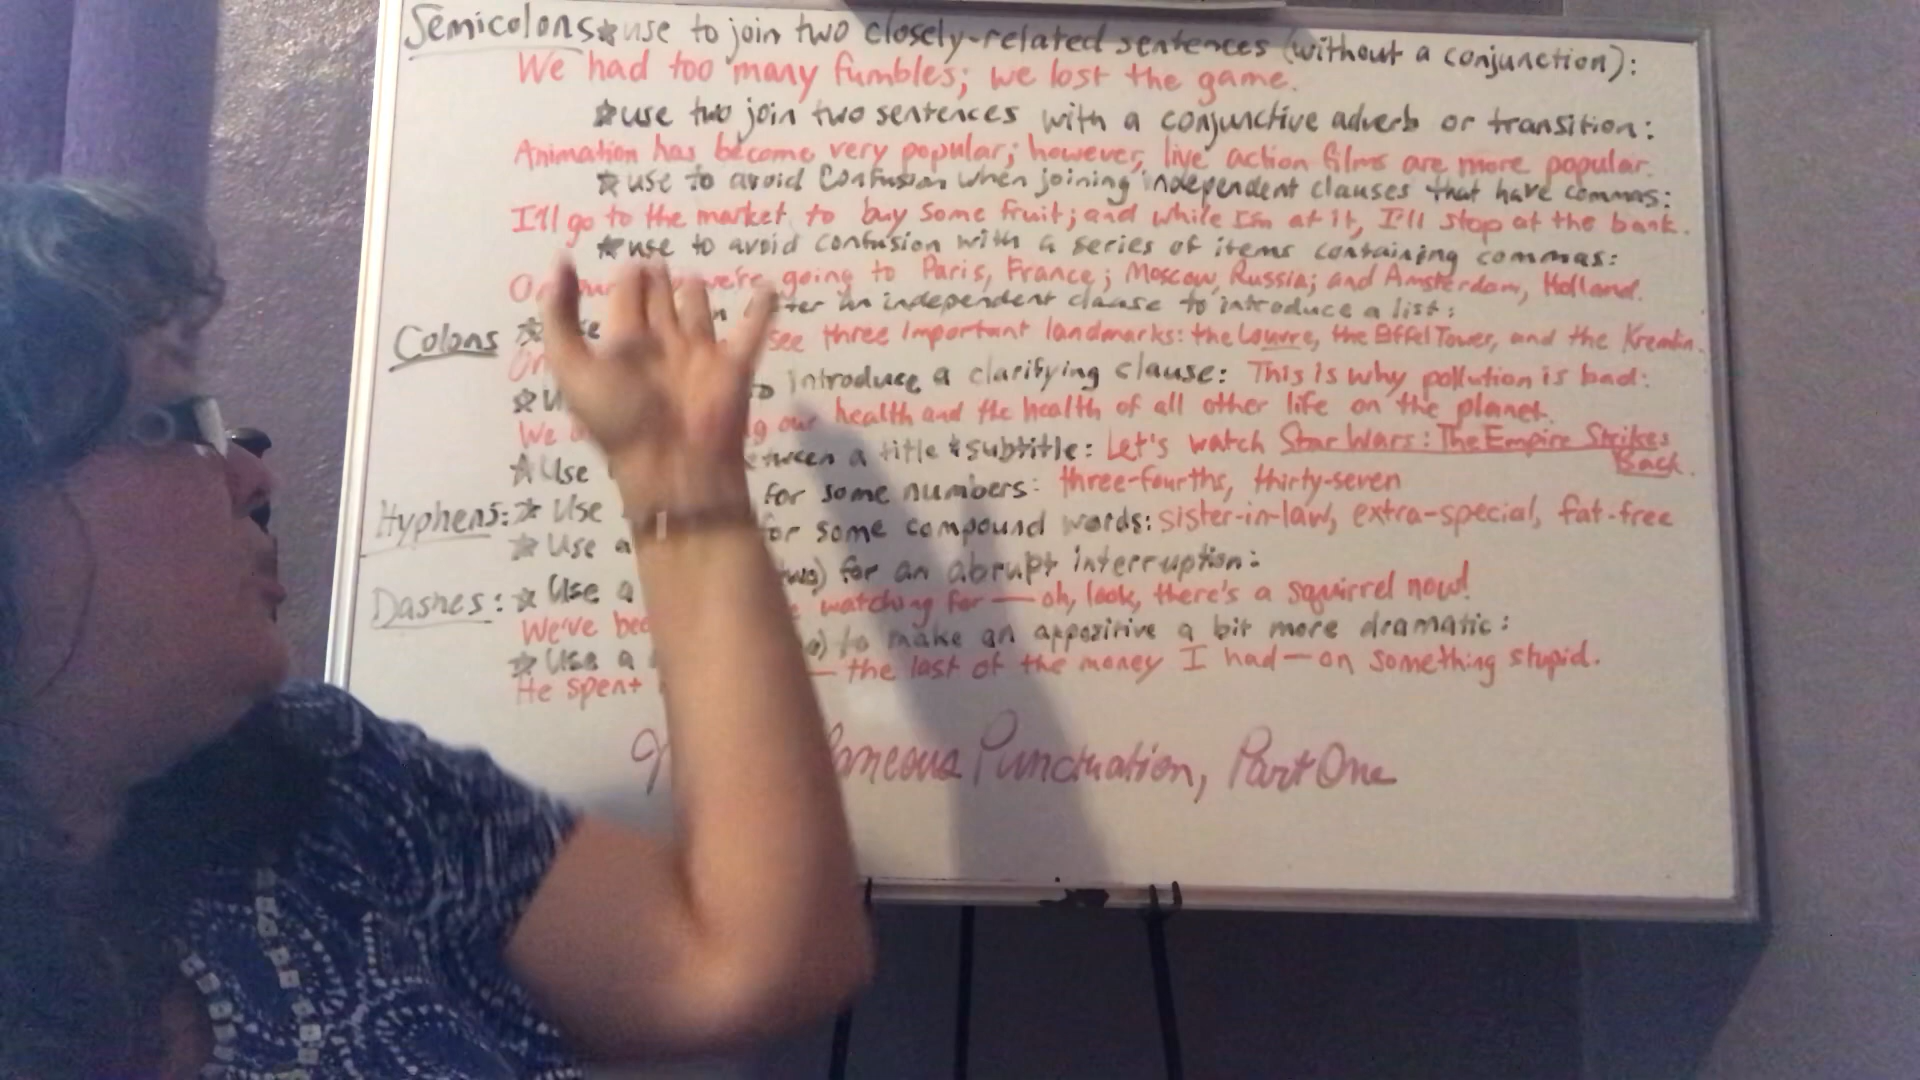 Semicolons ☆ use to join two closely-related sentences (without a conjunction):
We had too many fumbles; we lost the game.
☆ use two join two sentences with a conjunctive adverb or transition:
Animation has become very popular; however, live action films are more popular.
☆ use to avoid confusion when joining independent clauses that have commas:
I'll go to the market to buy some fruit; and while I'm at it, I'll stop at the bank.
☆ use to avoid confusion with a series of items containing commas:
we're going to Paris, France; Moscow, Russia; and Amsterdam, Holland.
Colons ☆ an independent clause to introduce a list:
see three important landmarks: the Louvre, the Eiffel Tower, and the Kremlin.
☆ introduce a clarifying clause: This is why pollution is bad:
We our health and the health of all other life on the planet.
☆ Use a title & subtitle: Let's watch Star Wars: The Empire Strikes
Back.
Hyphens: ☆ Use for some numbers: three-fourths, thirty-seven
☆ Use a for some compound words: sister-in-law, extra-special, fat-free
Dashes: ☆ Use a two) for an abrupt interruption:
We've watching for — oh, look, there's a squirrel now!
☆ Use a to make an appositive a bit more dramatic:
He spent — the last of the money I had — on something stupid.
Punctuation, Part One